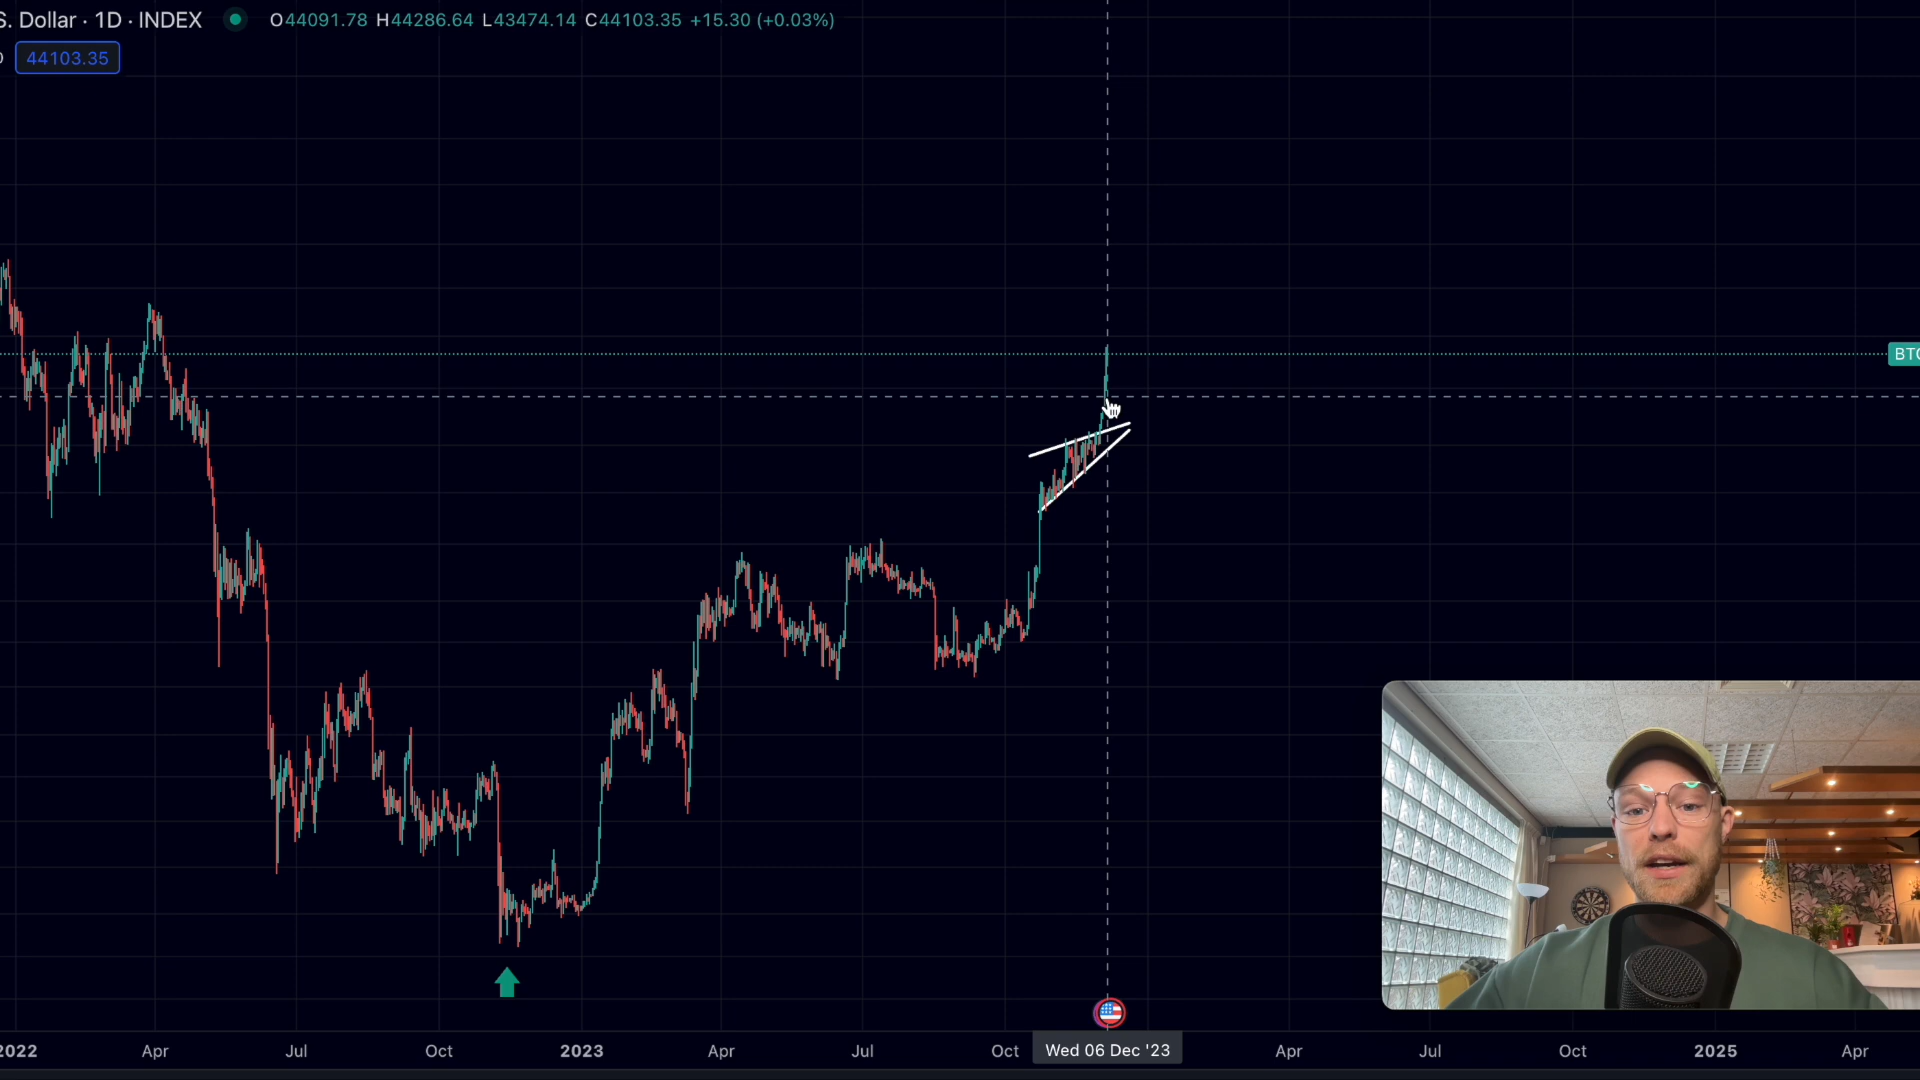 S. Dollar · 1D · INDEX O44091.78 H44286.64 L43474.14 C44103.35 +15.30 (+0.03%)
44103.35
BTC
2022 Apr Jul Oct 2023 Apr Jul Oct Wed 06 Dec '23 Apr Jul Oct 2025 Apr